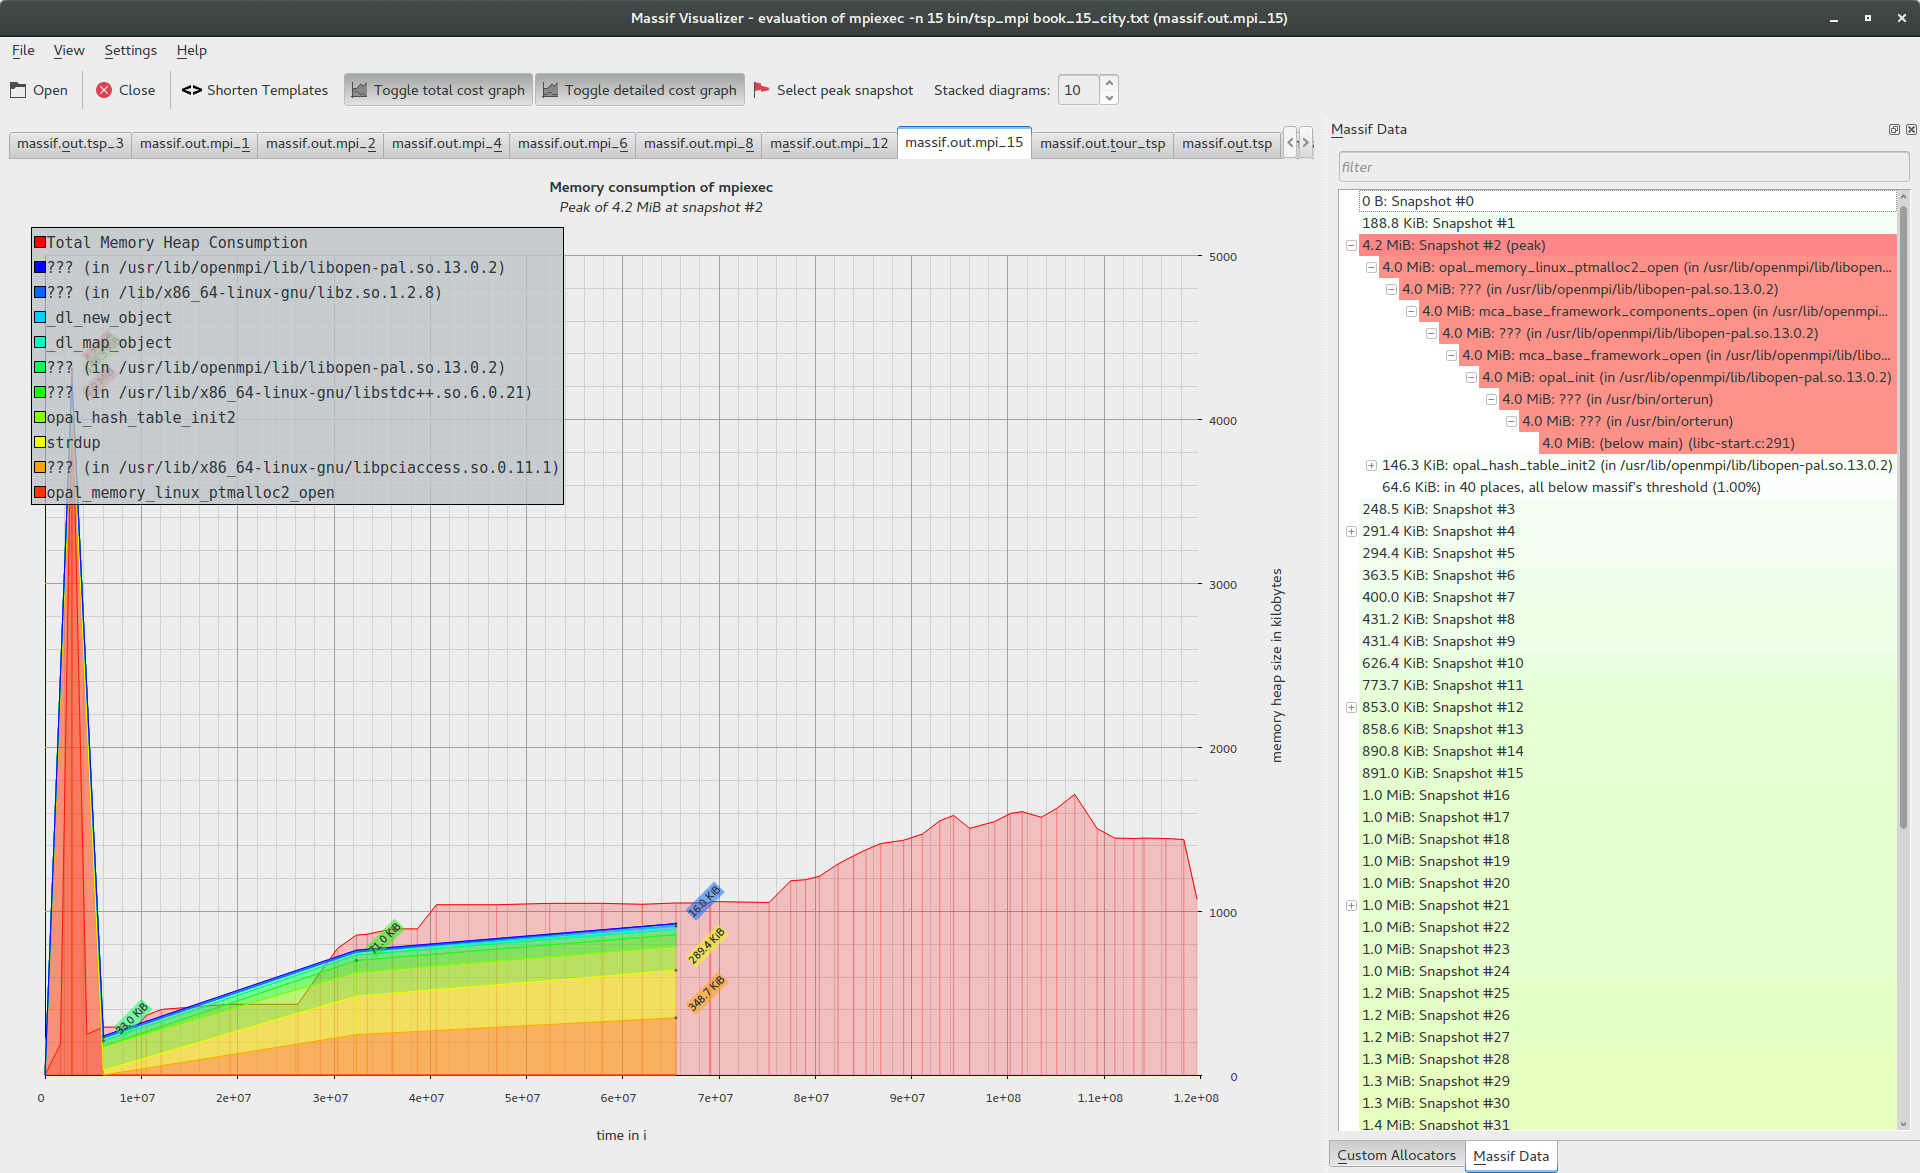 Massif Visualizer - evaluation of mpiexec -n 15 bin/tsp_mpi book_15_city.txt (massif.out.mpi_15)
File View Settings Help
Open Close <> Shorten Templates Toggle total cost graph Toggle detailed cost graph Select peak snapshot Stacked diagrams: 10
massif.out.tsp_3 massif.out.mpi_1 massif.out.mpi_2 massif.out.mpi_4 massif.out.mpi_6 massif.out.mpi_8 massif.out.mpi_12 massif.out.mpi_15 massif.out.tour_tsp massif.out.tsp
Memory consumption of mpiexec
Peak of 4.2 MiB at snapshot #2
Total Memory Heap Consumption
??? (in /usr/lib/openmpi/lib/libopen-pal.so.13.0.2)
??? (in /lib/x86_64-linux-gnu/libz.so.1.2.8)
_dl_new_object
_dl_map_object
??? (in /usr/lib/openmpi/lib/libopen-pal.so.13.0.2)
??? (in /usr/lib/x86_64-linux-gnu/libstdc++.so.6.0.21)
opal_hash_table_init2
strdup
??? (in /usr/lib/x86_64-linux-gnu/libpciaccess.so.0.11.1)
opal_memory_linux_ptmalloc2_open
5000
4000
3000
2000
1000
0
memory heap size in kilobytes
33.0 KiB
71.0 KiB
16.0 KiB
289.4 KiB
348.7 KiB
0 1e+07 2e+07 3e+07 4e+07 5e+07 6e+07 7e+07 8e+07 9e+07 1e+08 1.1e+08 1.2e+08
time in i
Massif Data
filter
0 B: Snapshot #0
188.8 KiB: Snapshot #1
4.2 MiB: Snapshot #2 (peak)
4.0 MiB: opal_memory_linux_ptmalloc2_open (in /usr/lib/openmpi/lib/libopen...
4.0 MiB: ??? (in /usr/lib/openmpi/lib/libopen-pal.so.13.0.2)
4.0 MiB: mca_base_framework_components_open (in /usr/lib/openmpi...
4.0 MiB: ??? (in /usr/lib/openmpi/lib/libopen-pal.so.13.0.2)
4.0 MiB: mca_base_framework_open (in /usr/lib/openmpi/lib/libo...
4.0 MiB: opal_init (in /usr/lib/openmpi/lib/libopen-pal.so.13.0.2)
4.0 MiB: ??? (in /usr/bin/orterun)
4.0 MiB: ??? (in /usr/bin/orterun)
4.0 MiB: (below main) (libc-start.c:291)
146.3 KiB: opal_hash_table_init2 (in /usr/lib/openmpi/lib/libopen-pal.so.13.0.2)
64.6 KiB: in 40 places, all below massif's threshold (1.00%)
248.5 KiB: Snapshot #3
291.4 KiB: Snapshot #4
294.4 KiB: Snapshot #5
363.5 KiB: Snapshot #6
400.0 KiB: Snapshot #7
431.2 KiB: Snapshot #8
431.4 KiB: Snapshot #9
626.4 KiB: Snapshot #10
773.7 KiB: Snapshot #11
853.0 KiB: Snapshot #12
858.6 KiB: Snapshot #13
890.8 KiB: Snapshot #14
891.0 KiB: Snapshot #15
1.0 MiB: Snapshot #16
1.0 MiB: Snapshot #17
1.0 MiB: Snapshot #18
1.0 MiB: Snapshot #19
1.0 MiB: Snapshot #20
1.0 MiB: Snapshot #21
1.0 MiB: Snapshot #22
1.0 MiB: Snapshot #23
1.0 MiB: Snapshot #24
1.2 MiB: Snapshot #25
1.2 MiB: Snapshot #26
1.2 MiB: Snapshot #27
1.3 MiB: Snapshot #28
1.3 MiB: Snapshot #29
1.3 MiB: Snapshot #30
1.4 MiB: Snapshot #31
Custom Allocators Massif Data